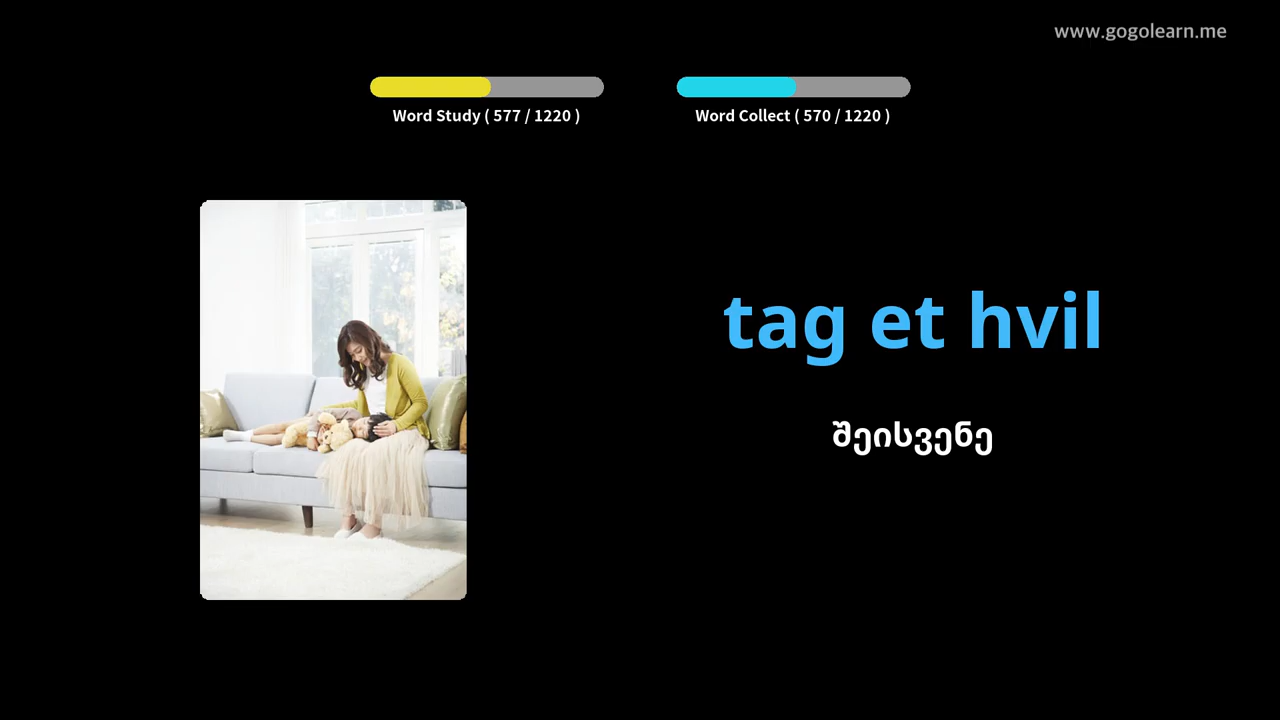 www.gogolearn.me
Word Study ( 577 / 1220 )
Word Collect ( 570 / 1220 )
tag et hvil
შეისვენე